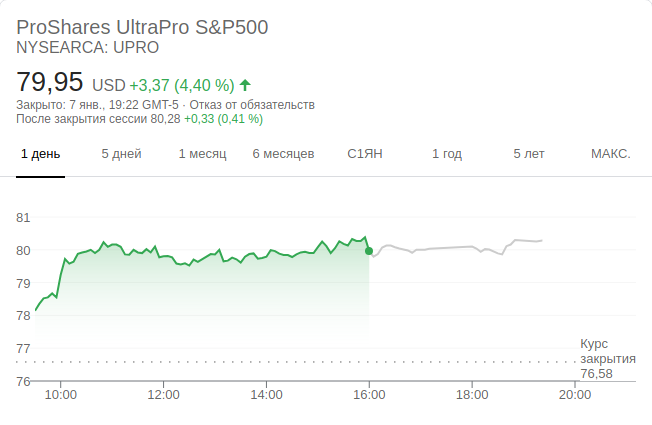 ProShares UltraPro S&P500
NYSEARCA: UPRO
79,95 USD +3,37 (4,40 %)
Закрыто: 7 янв., 19:22 GMT-5 · Отказ от обязательств
После закрытия сессии 80,28 +0,33 (0,41 %)
1 день 5 дней 1 месяц 6 месяцев С1ЯН 1 год 5 лет МАКС.
81
80
79
78
77
Курс
закрытия
76,58
76
10:00 12:00 14:00 16:00 18:00 20:00